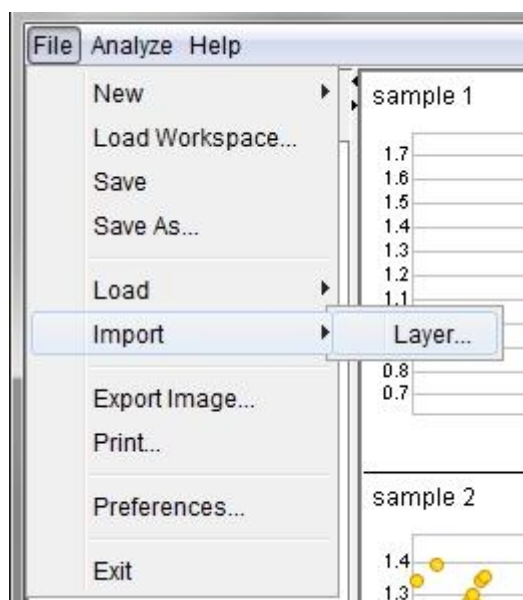 File Analyze Help
New
Load Workspace...
Save
Save As...
Load
Import
Layer...
Export Image...
Print...
Preferences...
Exit
sample 1
1.7
1.6
1.5
1.4
1.3
1.2
1.1
0.8
0.7
sample 2
1.4
1.3